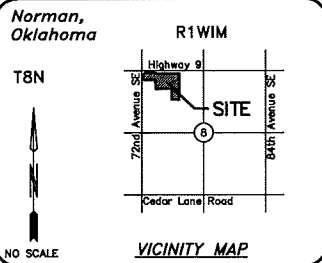 Norman,
Oklahoma
R1WIM
T8N
Highway 9
SITE
72nd Avenue SE
8
84th Avenue SE
N
Cedar Lane Road
NO SCALE
VICINITY MAP